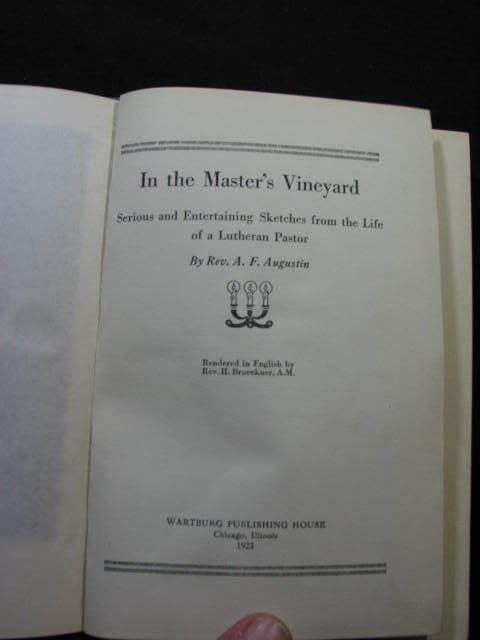 In the Master's Vineyard
Serious and Entertaining Sketches from the Life
of a Lutheran Pastor
By Rev. A. F. Augustin
Rendered in English by
Rev. H. Brueckner, A.M.
WARTBURG PUBLISHING HOUSE
Chicago, Illinois
1923